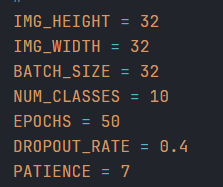 IMG_HEIGHT = 32
IMG_WIDTH = 32
BATCH_SIZE = 32
NUM_CLASSES = 10
EPOCHS = 50
DROPOUT_RATE = 0.4
PATIENCE = 7